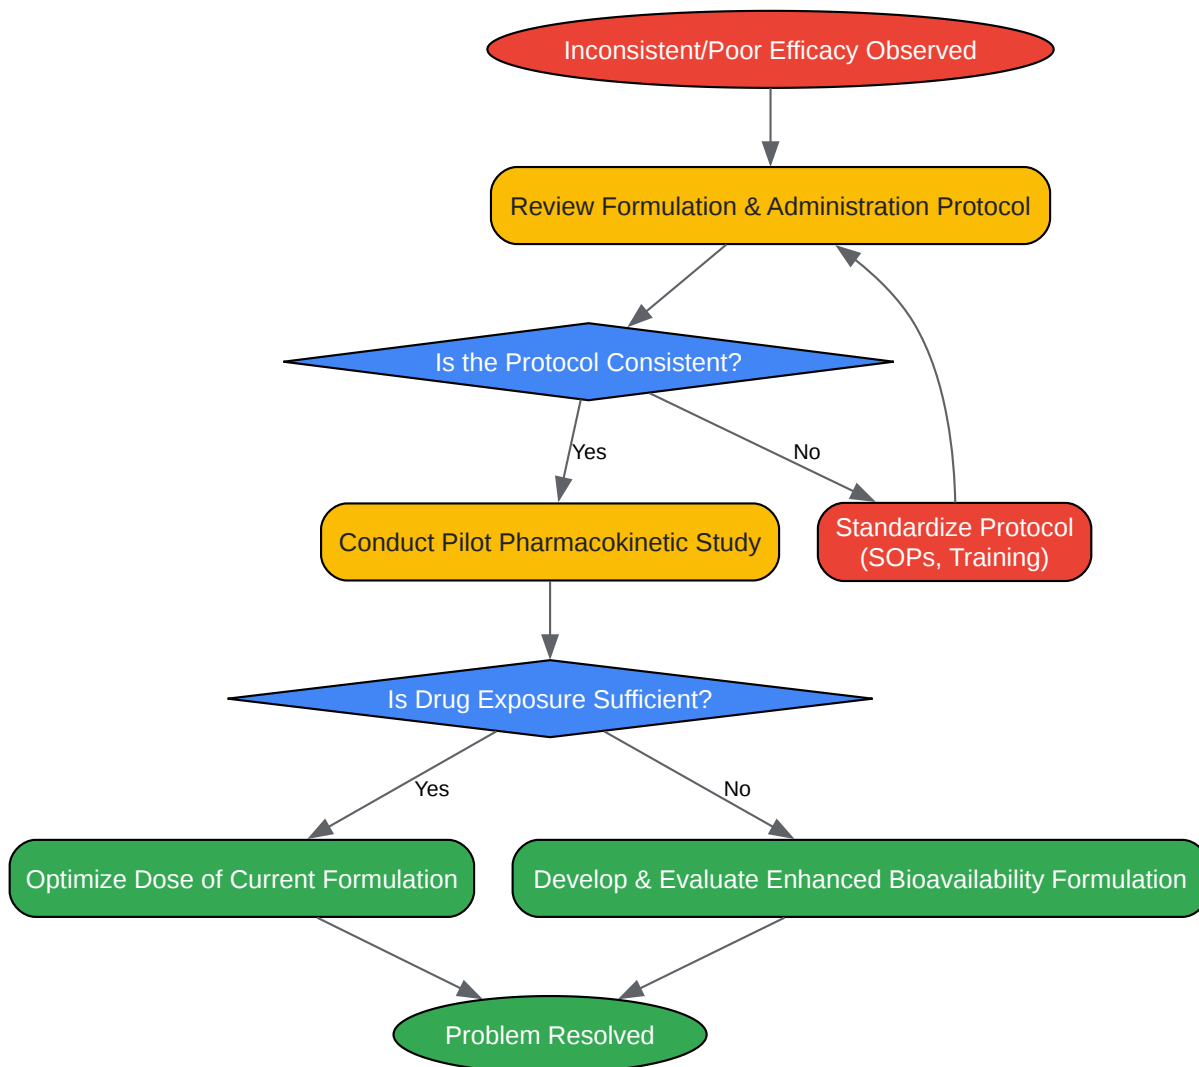 Inconsistent/Poor Efficacy Observed
Review Formulation & Administration Protocol
Is the Protocol Consistent?
Yes
No
Conduct Pilot Pharmacokinetic Study
Standardize Protocol
(SOPs, Training)
Is Drug Exposure Sufficient?
Yes
No
Optimize Dose of Current Formulation
Develop & Evaluate Enhanced Bioavailability Formulation
Problem Resolved